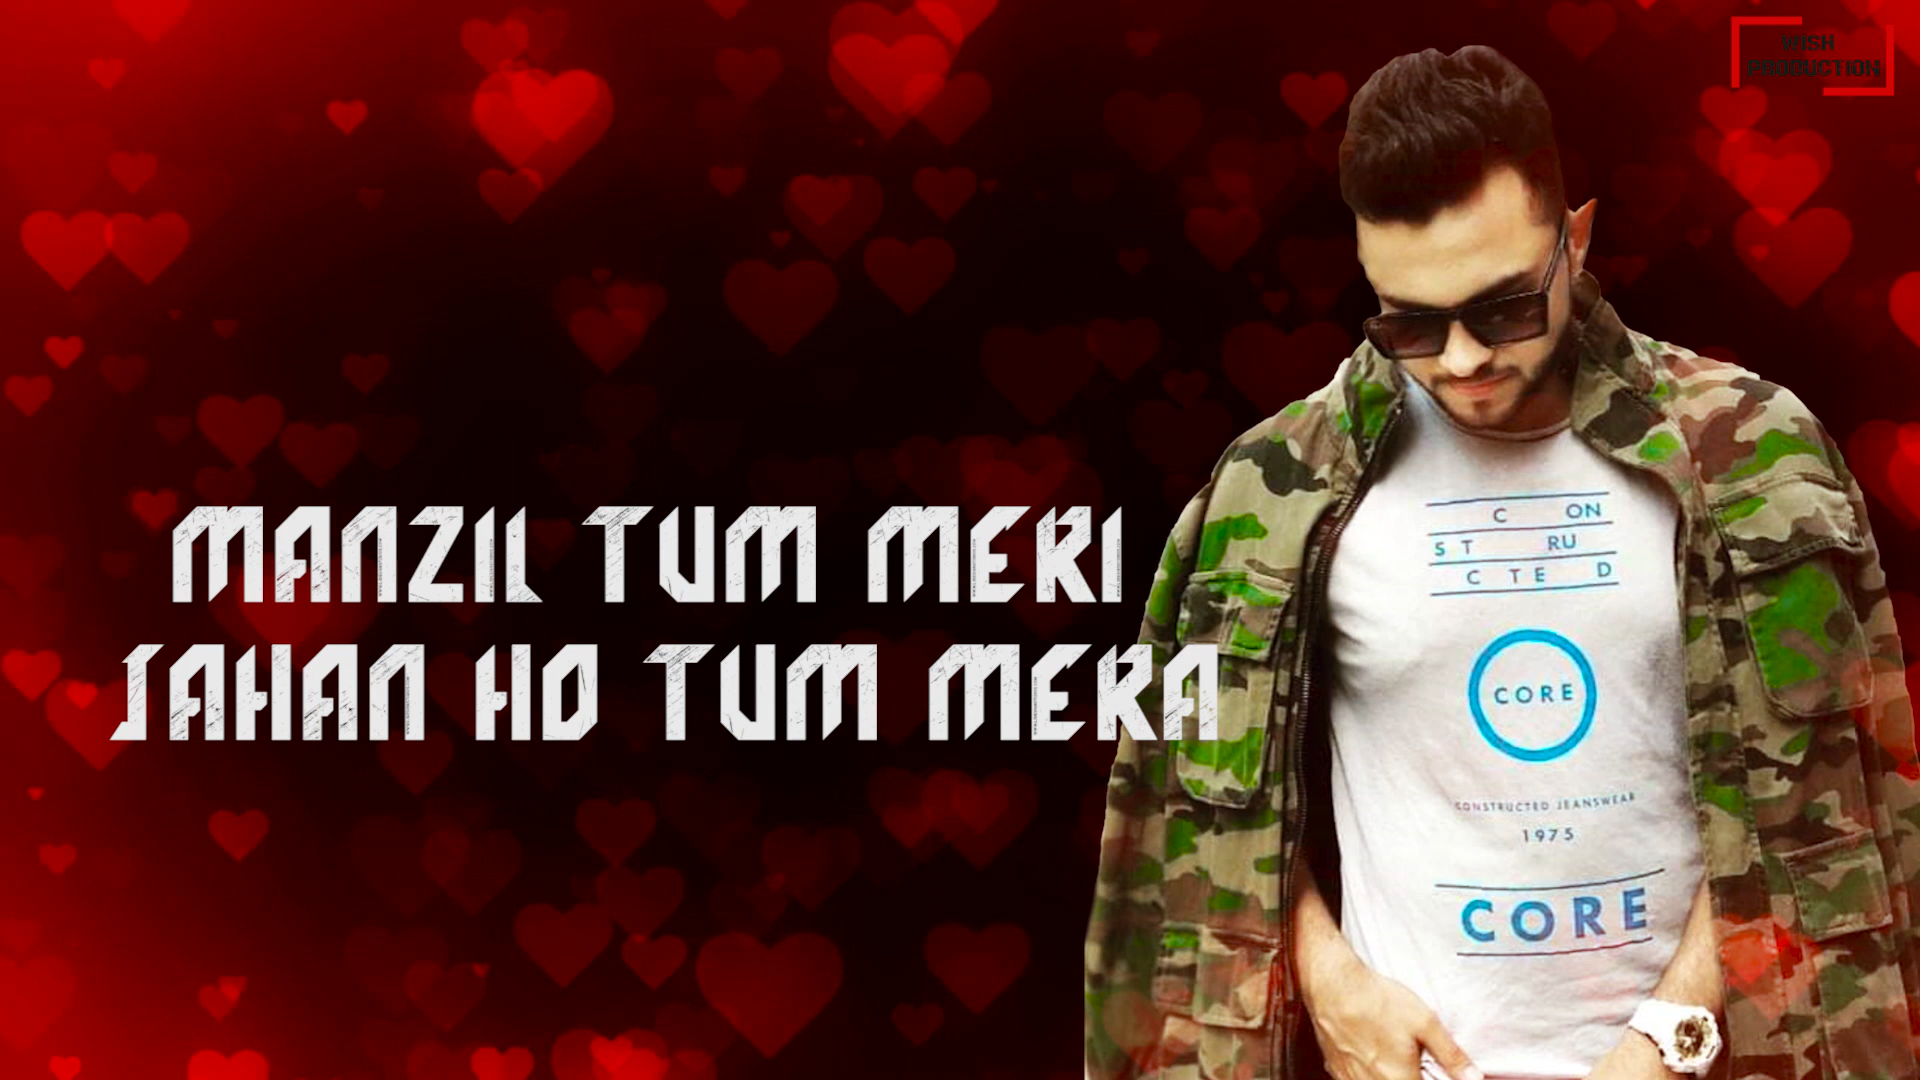 WISH
PRODUCTION
MANZIL TUM MERI
JAHAN HO TUM MERA
C ON
ST RU
C TE D
CORE
CONSTRUCTED JEANSWEAR
1975
CORE